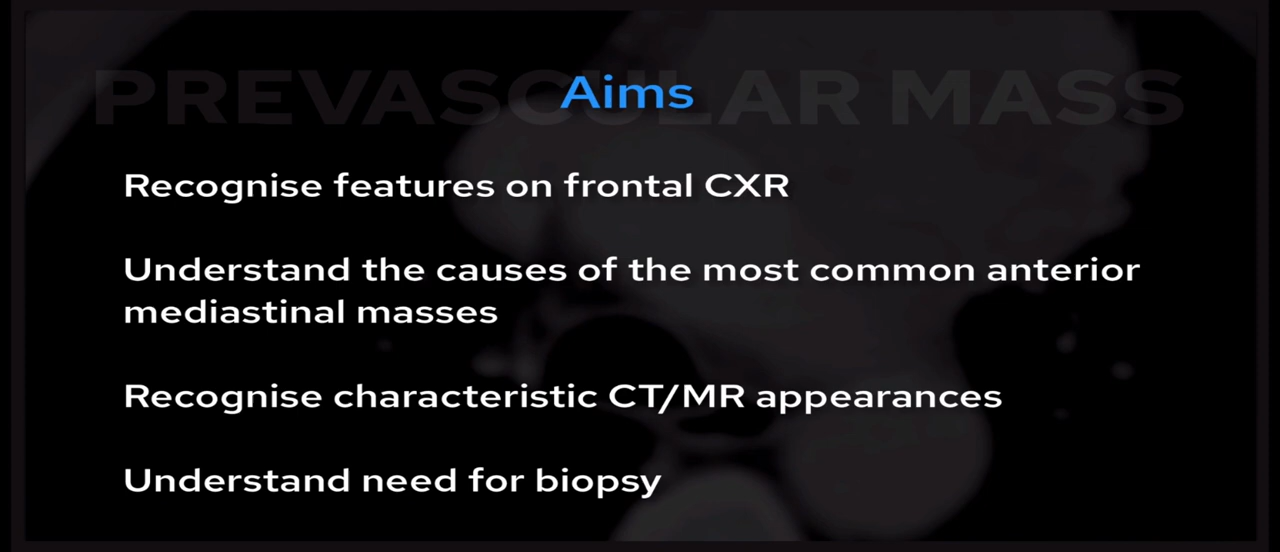 PREVASCULAR MASS
Aims
Recognise features on frontal CXR
Understand the causes of the most common anterior
mediastinal masses
Recognise characteristic CT/MR appearances
Understand need for biopsy